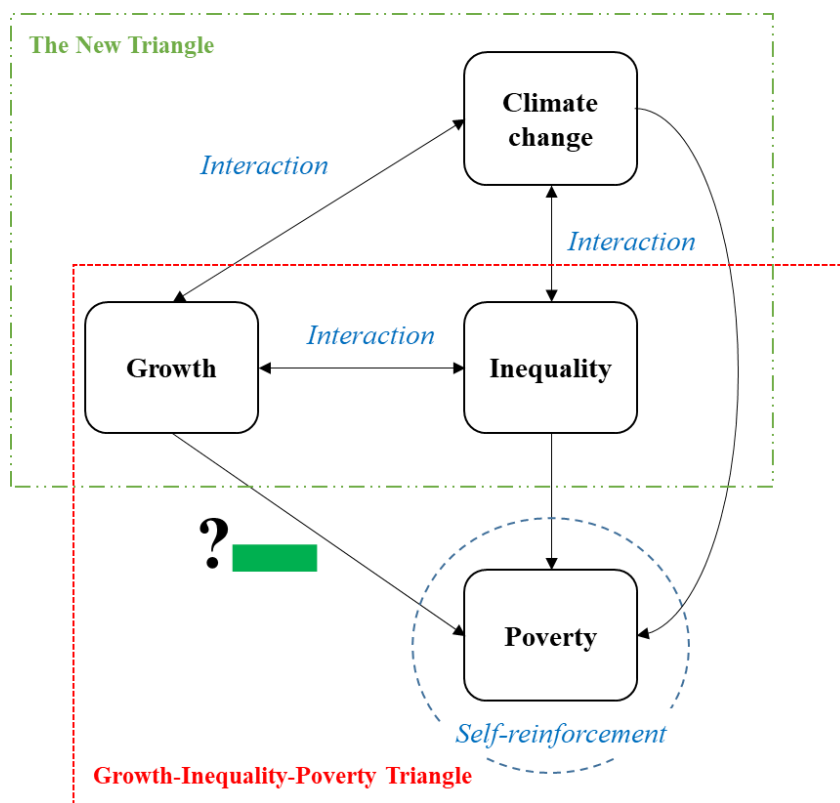 The New Triangle
Climate
change
Interaction
Interaction
Interaction
Growth
Inequality
?
Poverty
Self-reinforcement
Growth-Inequality-Poverty Triangle